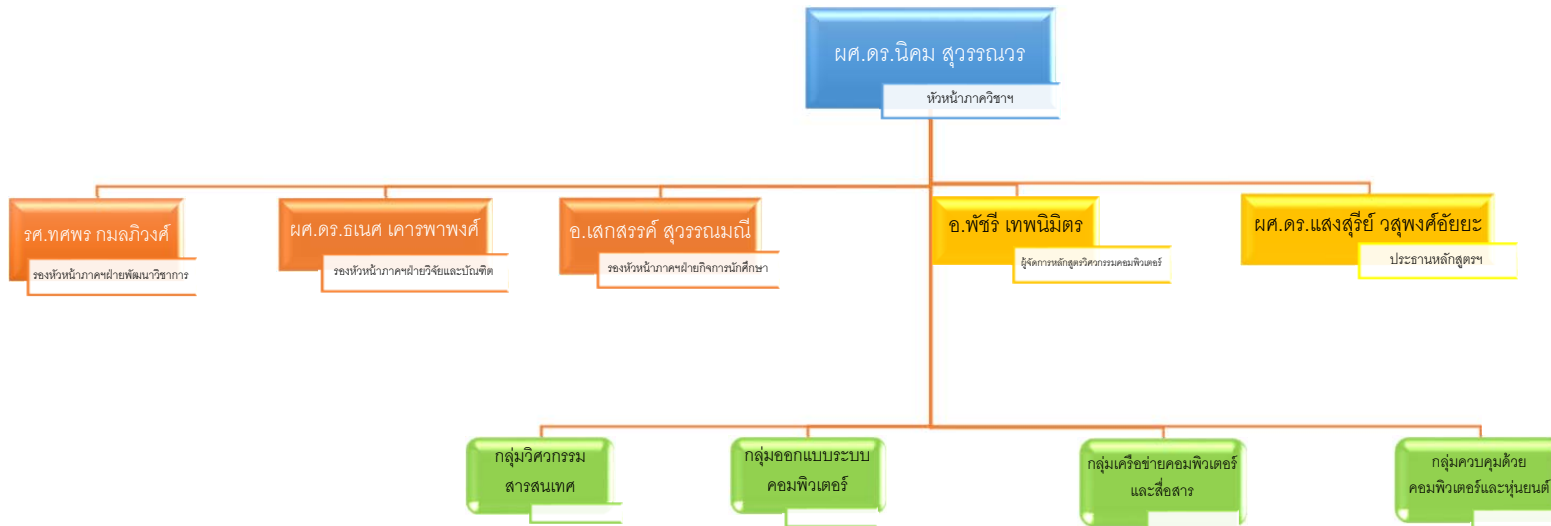 ผศ.ดร.นิคม สุวรรณวร
หัวหน้าภาควิชาฯ
รศ.ทศพร กมลภิวงศ์
รองหัวหน้าภาคฯฝ่ายพัฒนาวิชาการ
ผศ.ดร.ธเนศ เคารพาพงศ์
รองหัวหน้าภาคฯฝ่ายวิจัยและบัณฑิต
อ.เสกสรรค์ สุวรรณมณี
รองหัวหน้าภาคฯฝ่ายกิจการนักศึกษา
อ.พัชรี เทพนิมิตร
ผู้จัดการหลักสูตรวิศวกรรมคอมพิวเตอร์
ผศ.ดร.แสงสุรีย์ วสุพงศ์อัยยะ
ประธานหลักสูตรฯ
กลุ่มวิศวกรรม
สารสนเทศ
กลุ่มออกแบบระบบ
คอมพิวเตอร์
กลุ่มเครือข่ายคอมพิวเตอร์
และสื่อสาร
กลุ่มควบคุมด้วย
คอมพิวเตอร์และหุ่นยนต์